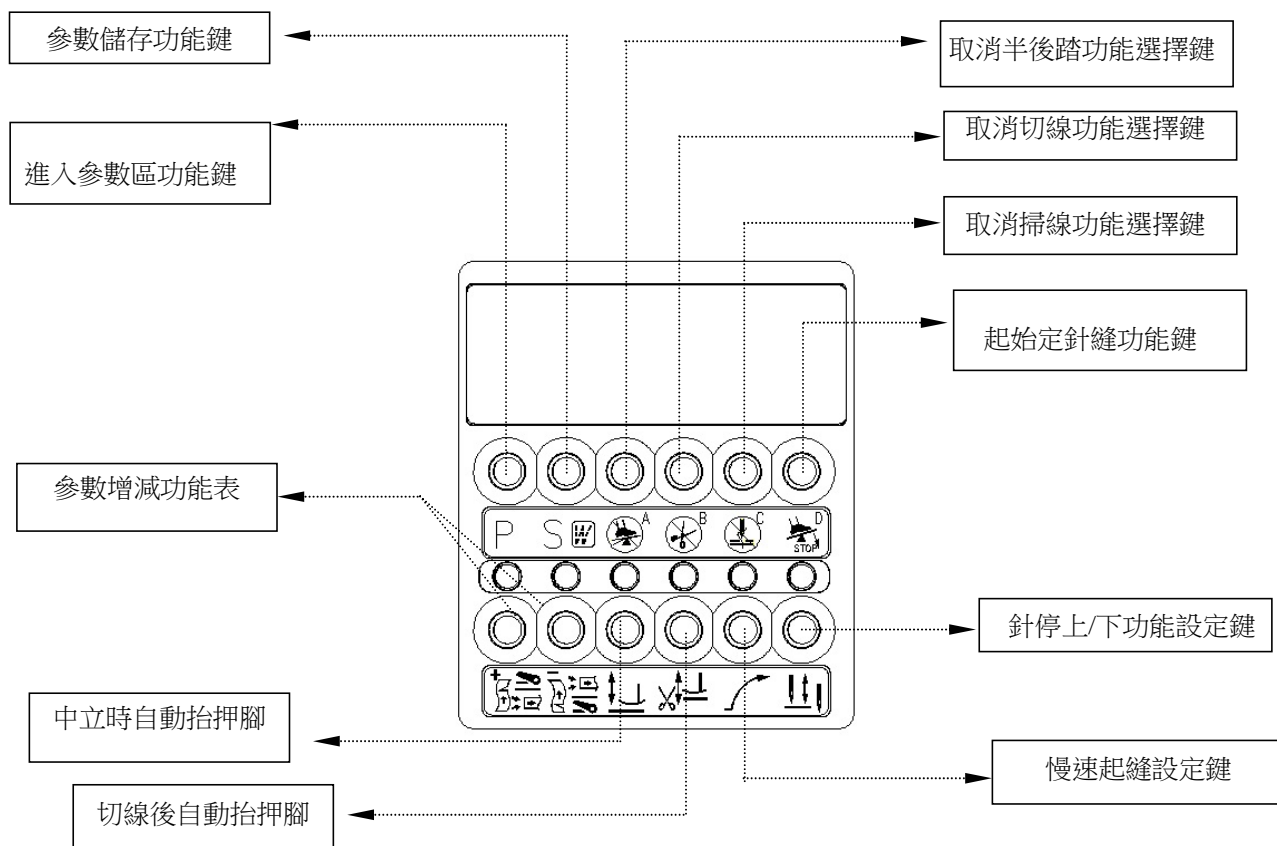 參數儲存功能鍵
取消半後踏功能選擇鍵
進入參數區功能鍵
取消切線功能選擇鍵
取消掃線功能選擇鍵
起始定針縫功能鍵
參數增減功能表
P S W A B C D
STOP
針停上/下功能設定鍵
+ -
中立時自動抬押腳
慢速起縫設定鍵
切線後自動抬押腳